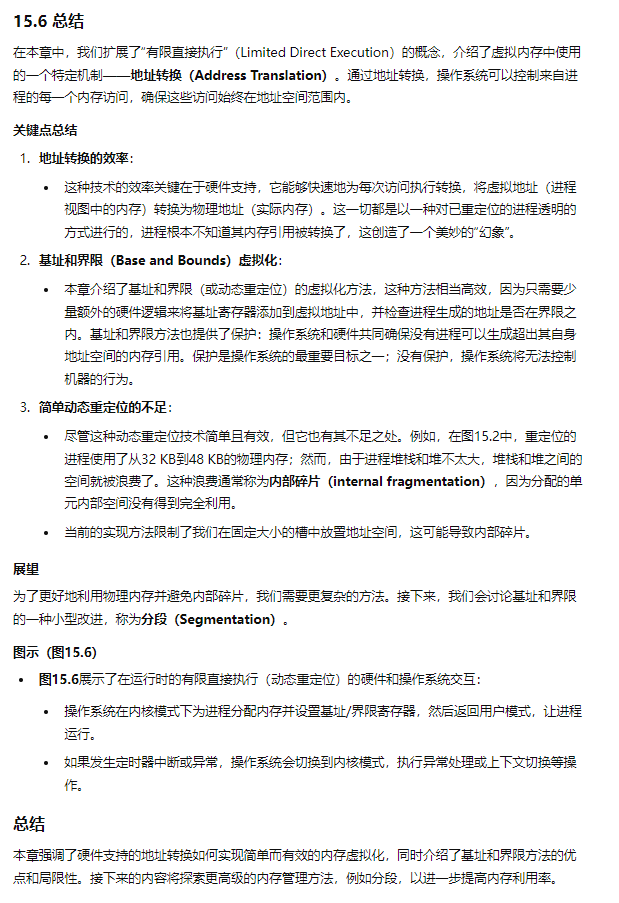 15.6 总结
在本章中，我们扩展了“有限直接执行”（Limited Direct Execution）的概念，介绍了虚拟内存中使用
的一个特定机制——地址转换（Address Translation）。通过地址转换，操作系统可以控制来自进
程的每一个内存访问，确保这些访问始终在地址空间范围内。
关键点总结
1. 地址转换的效率：
• 这种技术的效率关键在于硬件支持，它能够快速地为每次访问执行转换，将虚拟地址（进程
视图中的内存）转换为物理地址（实际内存）。这一切都是以一种对已重定位的进程透明的
方式进行的，进程根本不知道其内存引用被转换了，这创造了一个美妙的“幻象”。
2. 基址和界限（Base and Bounds）虚拟化：
• 本章介绍了基址和界限（或动态重定位）的虚拟化方法，这种方法相当高效，因为只需要少
量额外的硬件逻辑来将基址寄存器添加到虚拟地址中，并检查进程生成的地址是否在界限之
内。基址和界限方法也提供了保护：操作系统和硬件共同确保没有进程可以生成超出其自身
地址空间的内存引用。保护是操作系统的最重要目标之一；没有保护，操作系统将无法控制
机器的行为。
3. 简单动态重定位的不足：
• 尽管这种动态重定位技术简单且有效，但它也有其不足之处。例如，在图15.2中，重定位的
进程使用了从32 KB到48 KB的物理内存；然而，由于进程堆栈和堆不太大，堆栈和堆之间的
空间就被浪费了。这种浪费通常称为内部碎片（internal fragmentation），因为分配的单
元内部空间没有得到完全利用。
• 当前的实现方法限制了我们在固定大小的槽中放置地址空间，这可能导致内部碎片。
展望
为了更好地利用物理内存并避免内部碎片，我们需要更复杂的方法。接下来，我们会讨论基址和界限
的一种小型改进，称为分段（Segmentation）。
图示（图15.6）
• 图15.6展示了在运行时的有限直接执行（动态重定位）的硬件和操作系统交互：
• 操作系统在内核模式下为进程分配内存并设置基址/界限寄存器，然后返回用户模式，让进程
运行。
• 如果发生定时器中断或异常，操作系统会切换到内核模式，执行异常处理或上下文切换等操
作。
总结
本章强调了硬件支持的地址转换如何实现简单而有效的内存虚拟化，同时介绍了基址和界限方法的优
点和局限性。接下来的内容将探索更高级的内存管理方法，例如分段，以进一步提高内存利用率。